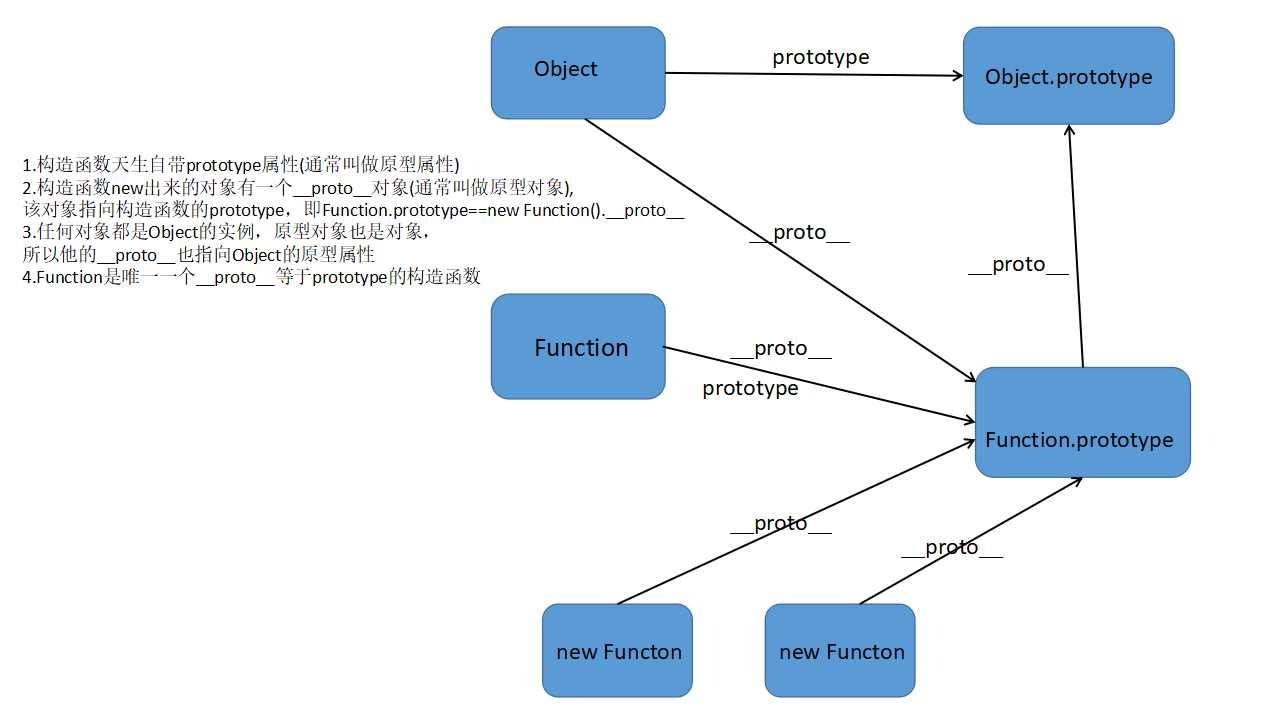 Object
prototype
Object.prototype
1.构造函数天生自带prototype属性(通常叫做原型属性)
2.构造函数new出来的对象有一个__proto__对象(通常叫做原型对象),
该对象指向构造函数的prototype，即Function.prototype==new Function().__proto__
3.任何对象都是Object的实例，原型对象也是对象，
所以他的__proto__也指向Object的原型属性
4.Function是唯一一个__proto__等于prototype的构造函数
__proto__
__proto__
Function
__proto__
prototype
Function.prototype
__proto__
__proto__
new Functon
new Functon